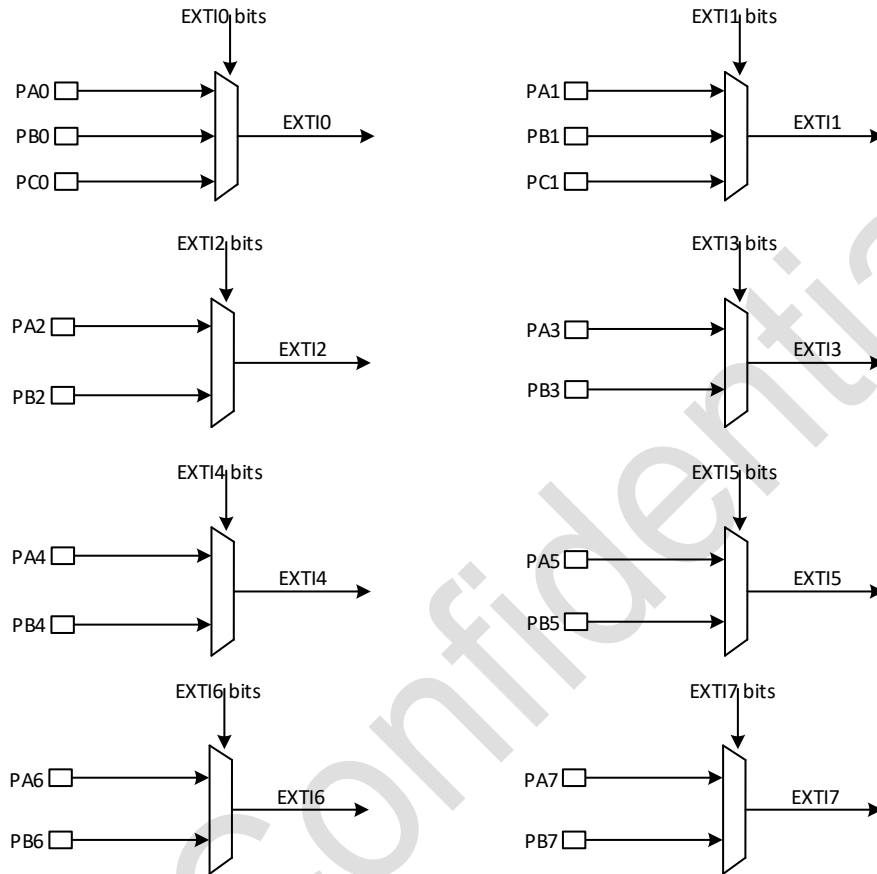 EXTI0 bits
PA0
PB0
PC0
EXTI0
EXTI1 bits
PA1
PB1
PC1
EXTI1
EXTI2 bits
PA2
PB2
EXTI2
EXTI3 bits
PA3
PB3
EXTI3
EXTI4 bits
PA4
PB4
EXTI4
EXTI5 bits
PA5
PB5
EXTI5
EXTI6 bits
PA6
PB6
EXTI6
EXTI7 bits
PA7
PB7
EXTI7
Confidentia